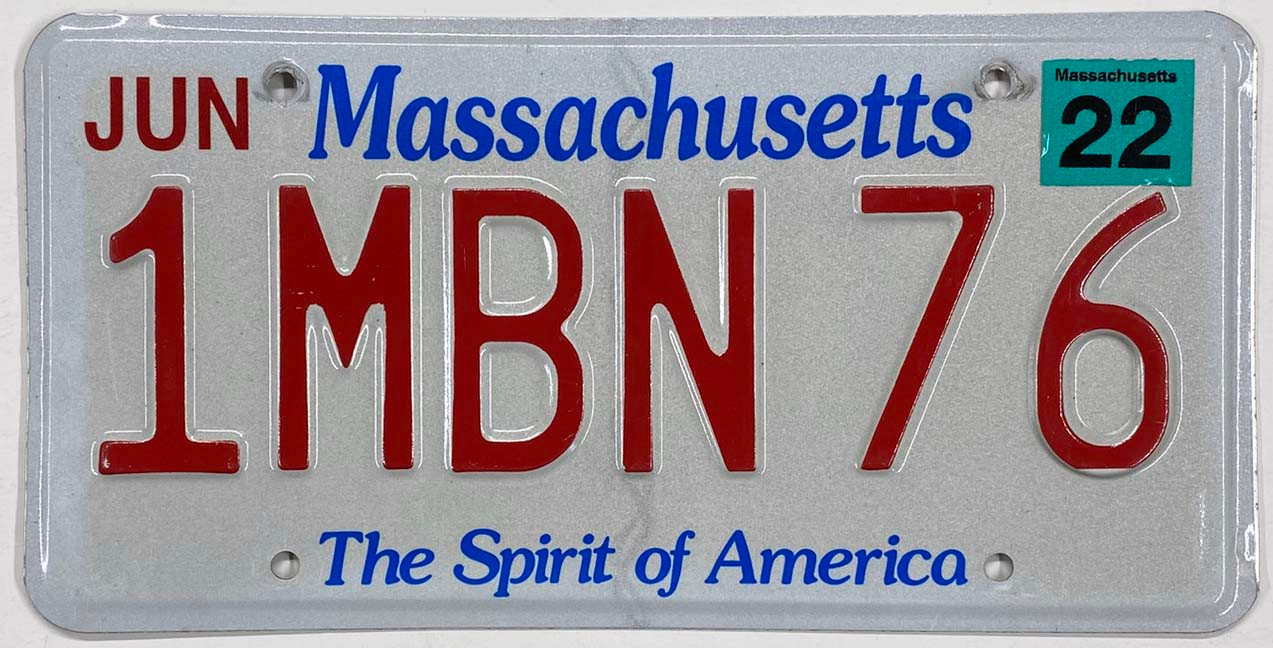 JUN Massachusetts
Massachusetts
22
1MBN 76
The Spirit of America